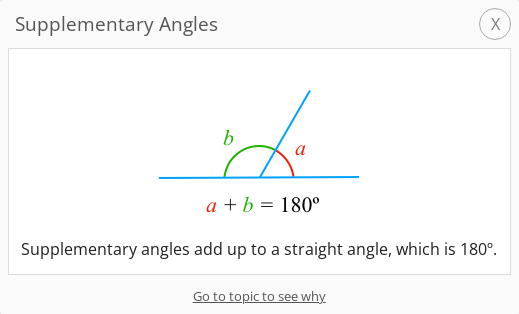 Supplementary Angles
X
b
a
a + b = 180º
Supplementary angles add up to a straight angle, which is 180º.
Go to topic to see why